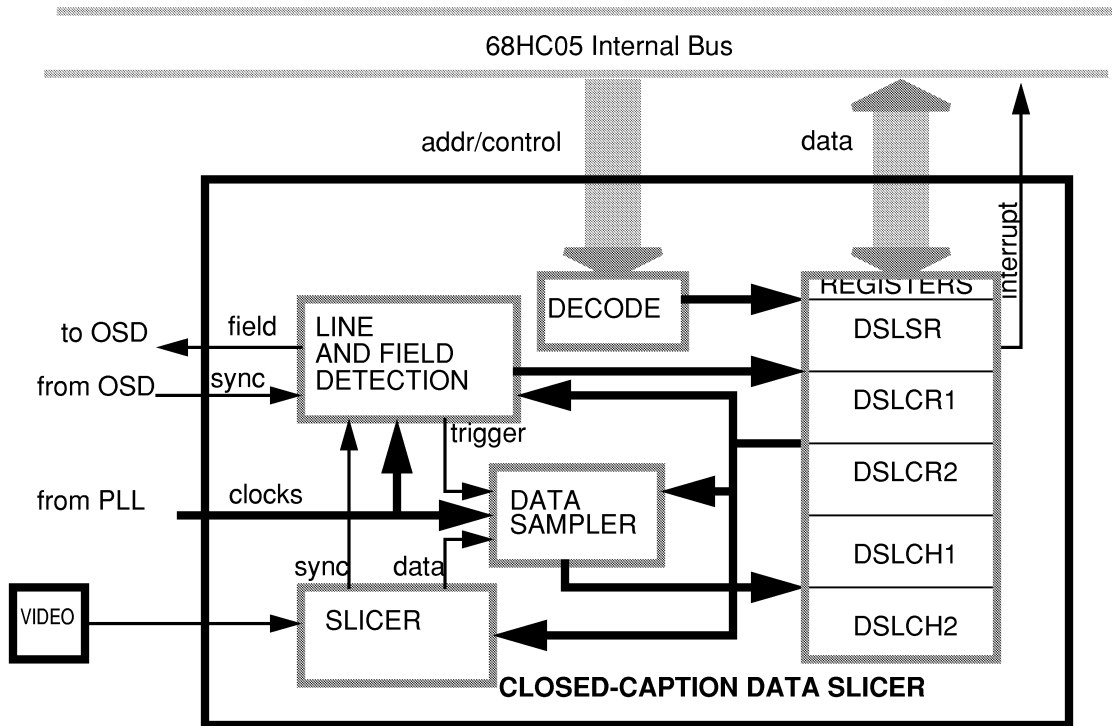 68HC05 Internal Bus
addr/control
data
interrupt
REGISTERS
DECODE
DSLSR
to OSD
field
LINE
AND FIELD
DETECTION
from OSD
sync
DSLCR1
trigger
DSLCR2
from PLL
clocks
DATA
SAMPLER
sync
data
DSLCH1
VIDEO
SLICER
DSLCH2
CLOSED-CAPTION DATA SLICER